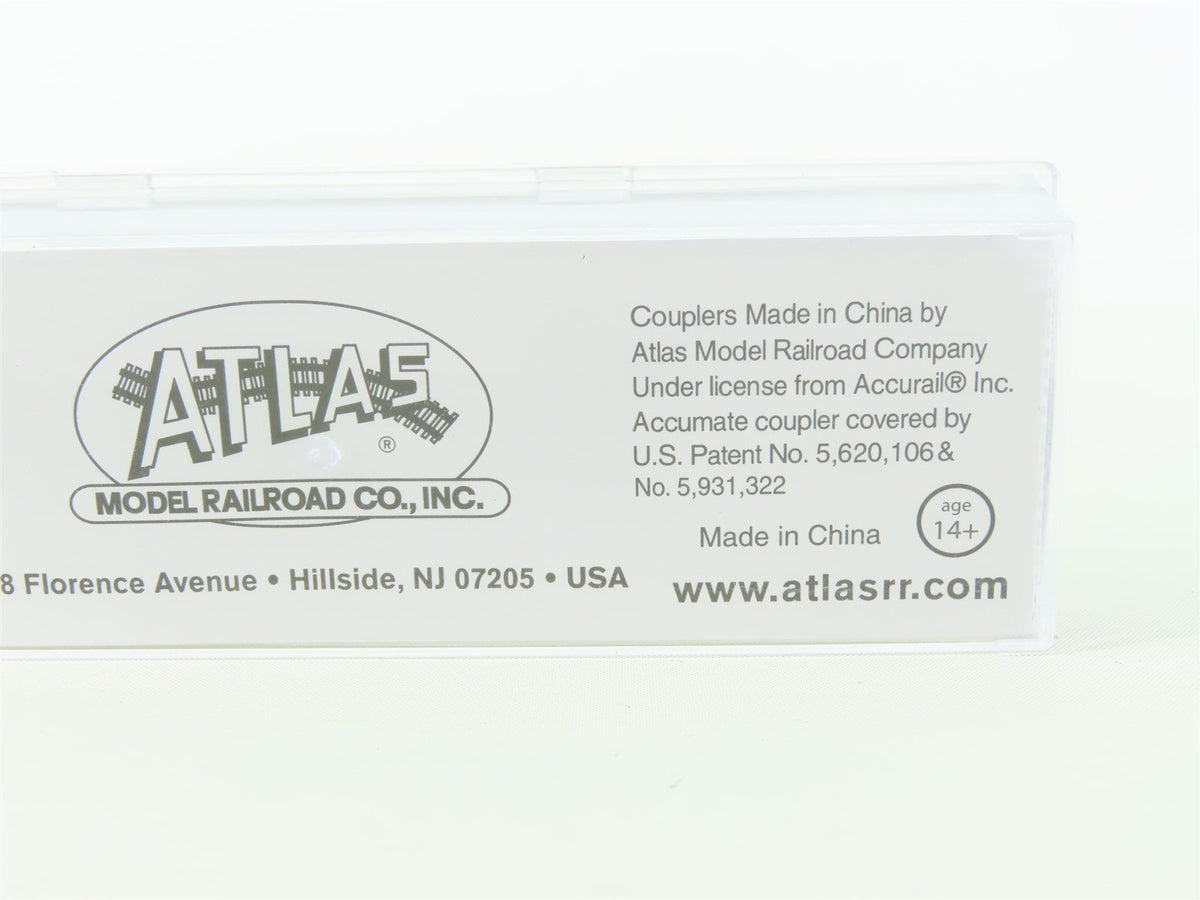 ATLAS
®
MODEL RAILROAD CO., INC.
8 Florence Avenue • Hillside, NJ 07205 • USA
Couplers Made in China by
Atlas Model Railroad Company
Under license from Accurail® Inc.
Accumate coupler covered by
U.S. Patent No. 5,620,106 &
No. 5,931,322
Made in China
age
14+
www.atlasrr.com